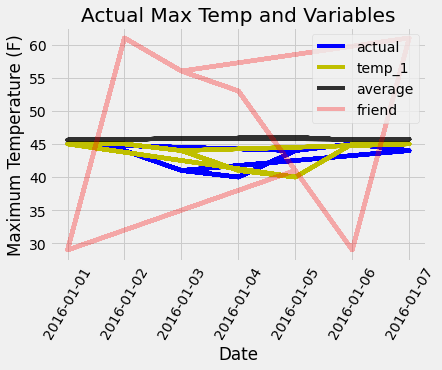 Actual Max Temp and Variables
Maximum Temperature (F)
60
55
50
45
40
35
30
actual
temp_1
average
friend
2016-01-01
2016-01-02
2016-01-03
2016-01-04
2016-01-05
2016-01-06
2016-01-07
Date